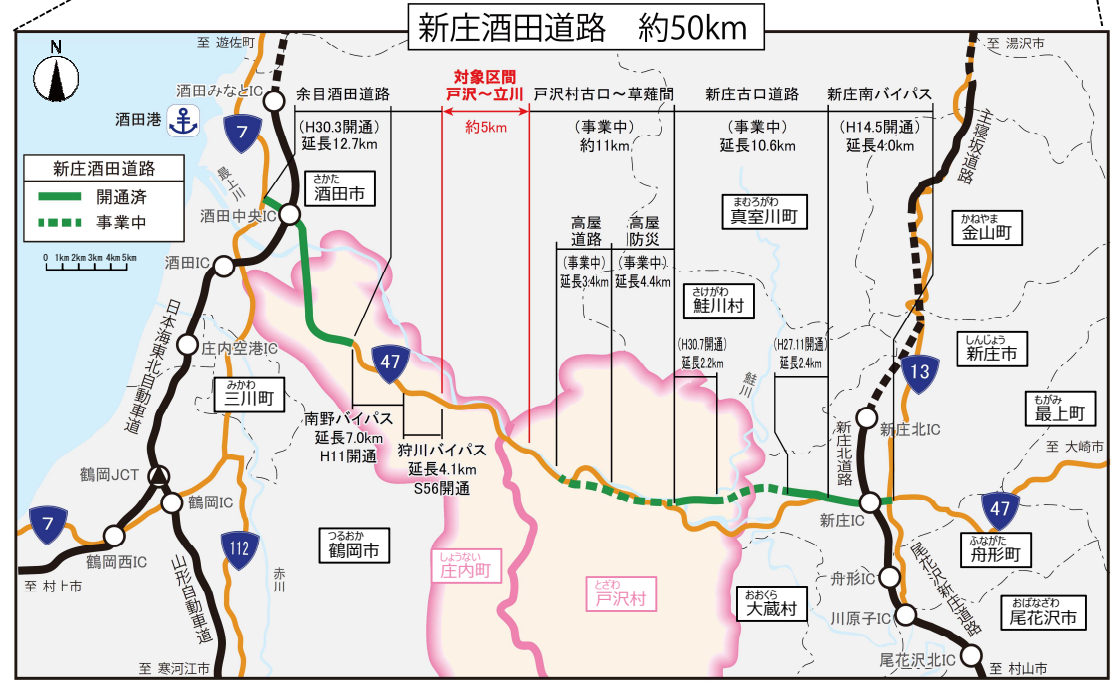 新庄酒田道路　約50km
N
至 遊佐町
至 湯沢市
酒田みなとIC
酒田港
7
余目酒田道路
(H30.3開通)
延長12.7km
対象区間
戸沢～立川
約5km
戸沢村古口～草薙間
(事業中)
約11km
新庄古口道路
(事業中)
延長10.6km
新庄南バイパス
(H14.5開通)
延長4.0km
主寝坂道路
新庄酒田道路
開通済
事業中
0 1km 2km 3km 4km 5km
最上川
さかた
酒田市
酒田中央IC
酒田IC
まむろがわ
真室川町
かねやま
金山町
高屋
道路
(事業中)
延長3.4km
高屋
防災
(事業中)
延長4.4km
さけがわ
鮭川村
(H30.7開通)
延長2.2km
(H27.11開通)
延長2.4km
しんじょう
新庄市
13
もがみ
最上町
日本海東北自動車道
庄内空港IC
みかわ
三川町
47
鮭川
南野バイパス
延長7.0km
H11開通
狩川バイパス
延長4.1km
S56開通
新庄北IC
新庄北道路
至 大崎市
鶴岡JCT
鶴岡IC
7
鶴岡西IC
112
つるおか
鶴岡市
赤川
新庄IC
47
ふながた
舟形町
しょうない
庄内町
とざわ
戸沢村
おおくら
大蔵村
舟形IC
川原子IC
尾花沢新庄道路
おばなざわ
尾花沢市
至 村上市
山形自動車道
至 寒河江市
尾花沢北IC
至 村山市